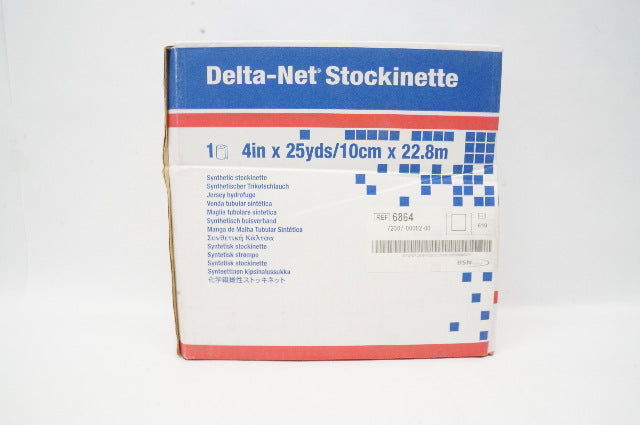 Delta-Net® Stockinette
1 4in x 25yds/10cm x 22.8m
Synthetic stockinette
Synthetischer Trikotschlauch
Jersey hydrofuge
Venda tubular sintética
Maglia tubolare sintetica
Synthetisch buisverband
Manga de Malha Tubular Sintética
Συνθετική Κάλτσα
Syntetisk stockinette
Syntetisk strømpe
Syntetisk stockinette
Synteettinen kipsinalussukka
化学繊維性ストッキネット
REF 6864
BSN